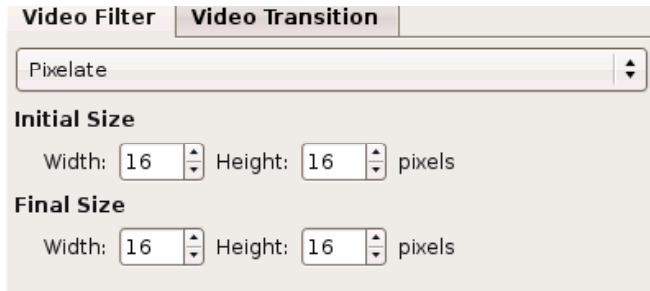 Video Filter Video Transition
Pixelate
Initial Size
Width: 16 Height: 16 pixels
Final Size
Width: 16 Height: 16 pixels